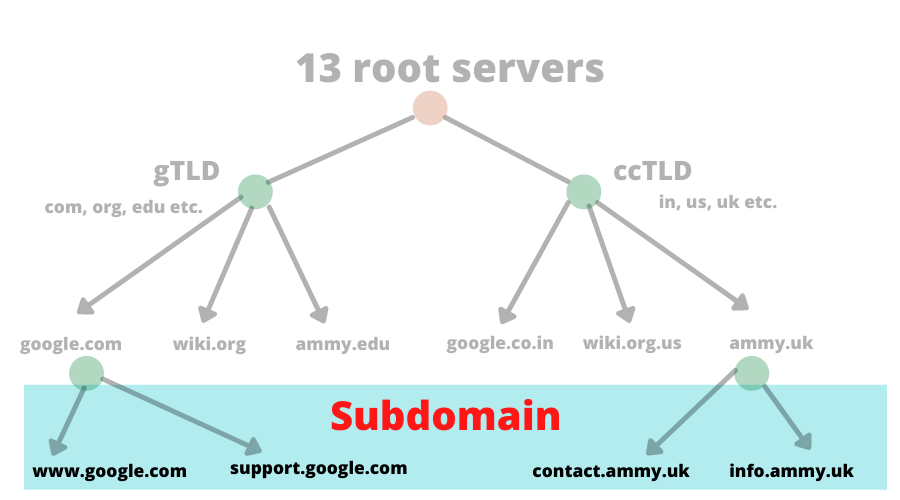 13 root servers
gTLD
ccTLD
com, org, edu etc.
in, us, uk etc.
google.com
wiki.org
ammy.edu
google.co.in
wiki.org.us
ammy.uk
Subdomain
www.google.com
support.google.com
contact.ammy.uk
info.ammy.uk